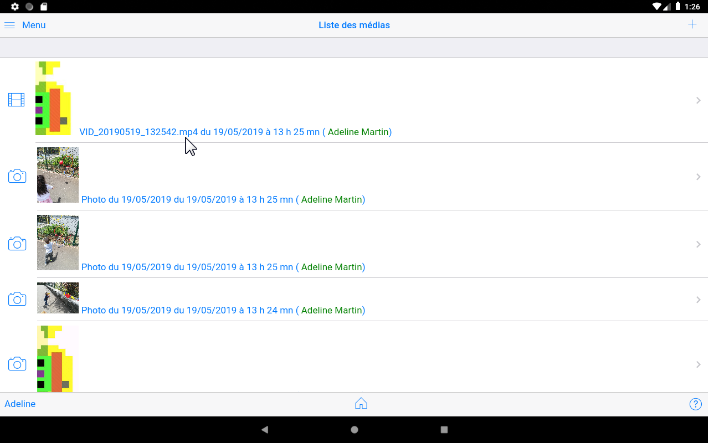 1:26
Menu
Liste des médias
VID_20190519_132542.mp4 du 19/05/2019 à 13 h 25 mn ( Adeline Martin)
Photo du 19/05/2019 du 19/05/2019 à 13 h 25 mn ( Adeline Martin)
Photo du 19/05/2019 du 19/05/2019 à 13 h 25 mn ( Adeline Martin)
Photo du 19/05/2019 du 19/05/2019 à 13 h 24 mn ( Adeline Martin)
Adeline